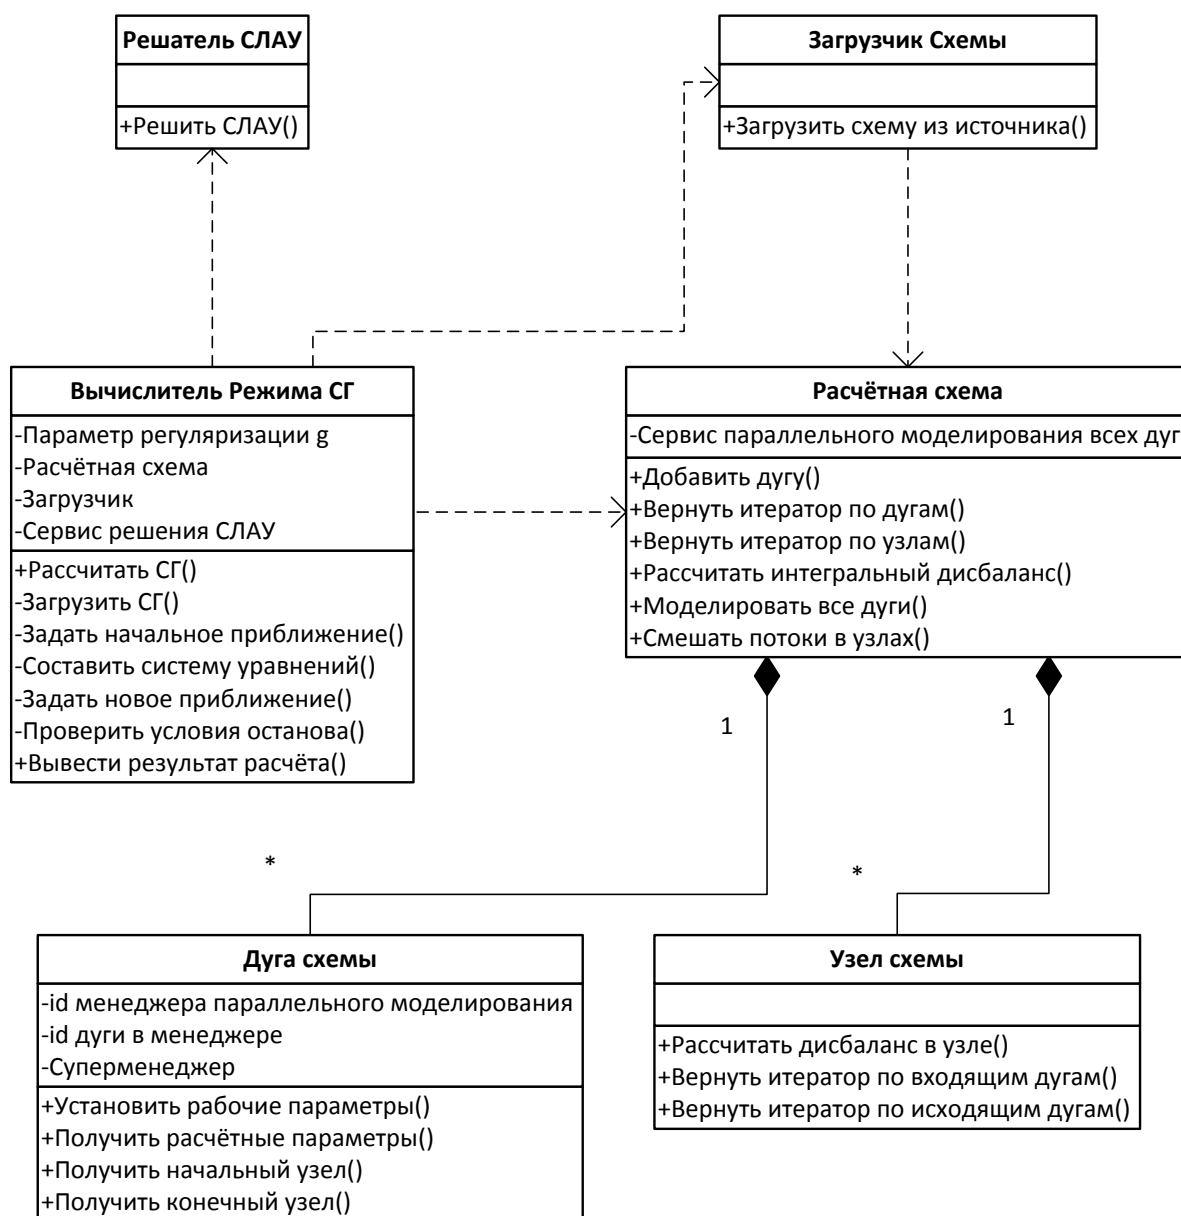 Решатель СЛАУ
+Решить СЛАУ()
Загрузчик Схемы
+Загрузить схему из источника()
Вычислитель Режима СГ
-Параметр регуляризации g
-Расчётная схема
-Загрузчик
-Сервис решения СЛАУ
+Рассчитать СГ()
-Загрузить СГ()
-Задать начальное приближение()
-Составить систему уравнений()
-Задать новое приближение()
-Проверить условия останова()
+Вывести результат расчёта()
Расчётная схема
-Сервис параллельного моделирования всех дуг
+Добавить дугу()
+Вернуть итератор по дугам()
+Вернуть итератор по узлам()
+Рассчитать интегральный дисбаланс()
+Моделировать все дуги()
+Смешать потоки в узлах()
1
1
*
*
Дуга схемы
-id менеджера параллельного моделирования
-id дуги в менеджере
-Суперменеджер
+Установить рабочие параметры()
+Получить расчётные параметры()
+Получить начальный узел()
+Получить конечный узел()
Узел схемы
+Рассчитать дисбаланс в узле()
+Вернуть итератор по входящим дугам()
+Вернуть итератор по исходящим дугам()